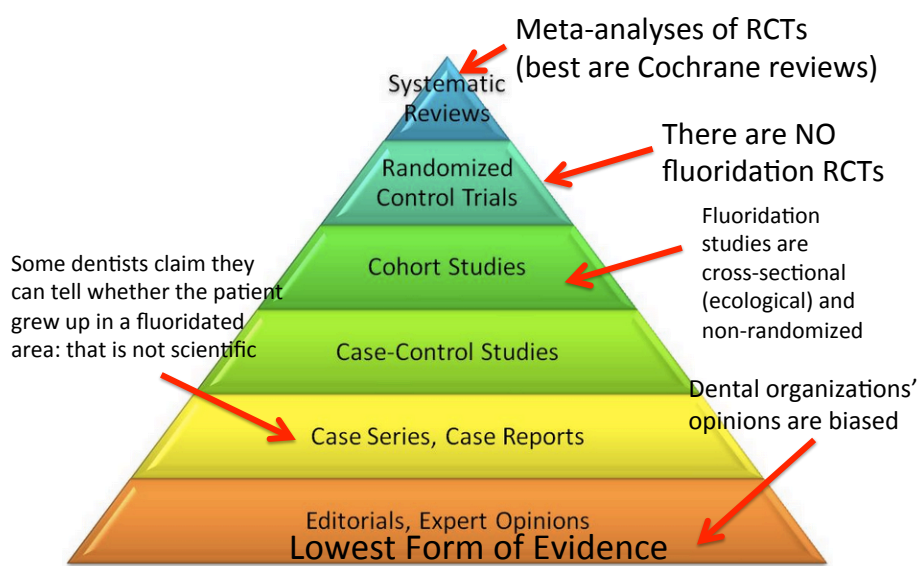 Meta-analyses of RCTs
(best are Cochrane reviews)
Systematic
Reviews
There are NO
fluoridation RCTs
Randomized
Control Trials
Fluoridation
studies are
cross-sectional
(ecological) and
non-randomized
Cohort Studies
Some dentists claim they
can tell whether the patient
grew up in a fluoridated
area: that is not scientific
Case-Control Studies
Dental organizations’
opinions are biased
Case Series, Case Reports
Editorials, Expert Opinions
Lowest Form of Evidence